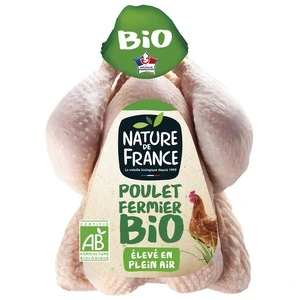 BiO
NATURE
DE
FRANCE
La volaille biologique depuis 1998
POULET
FERMIER
BiO
ÉLEVÉ EN
PLEIN AIR
CERTIFIÉ
AB
AGRICULTURE
BIOLOGIQUE